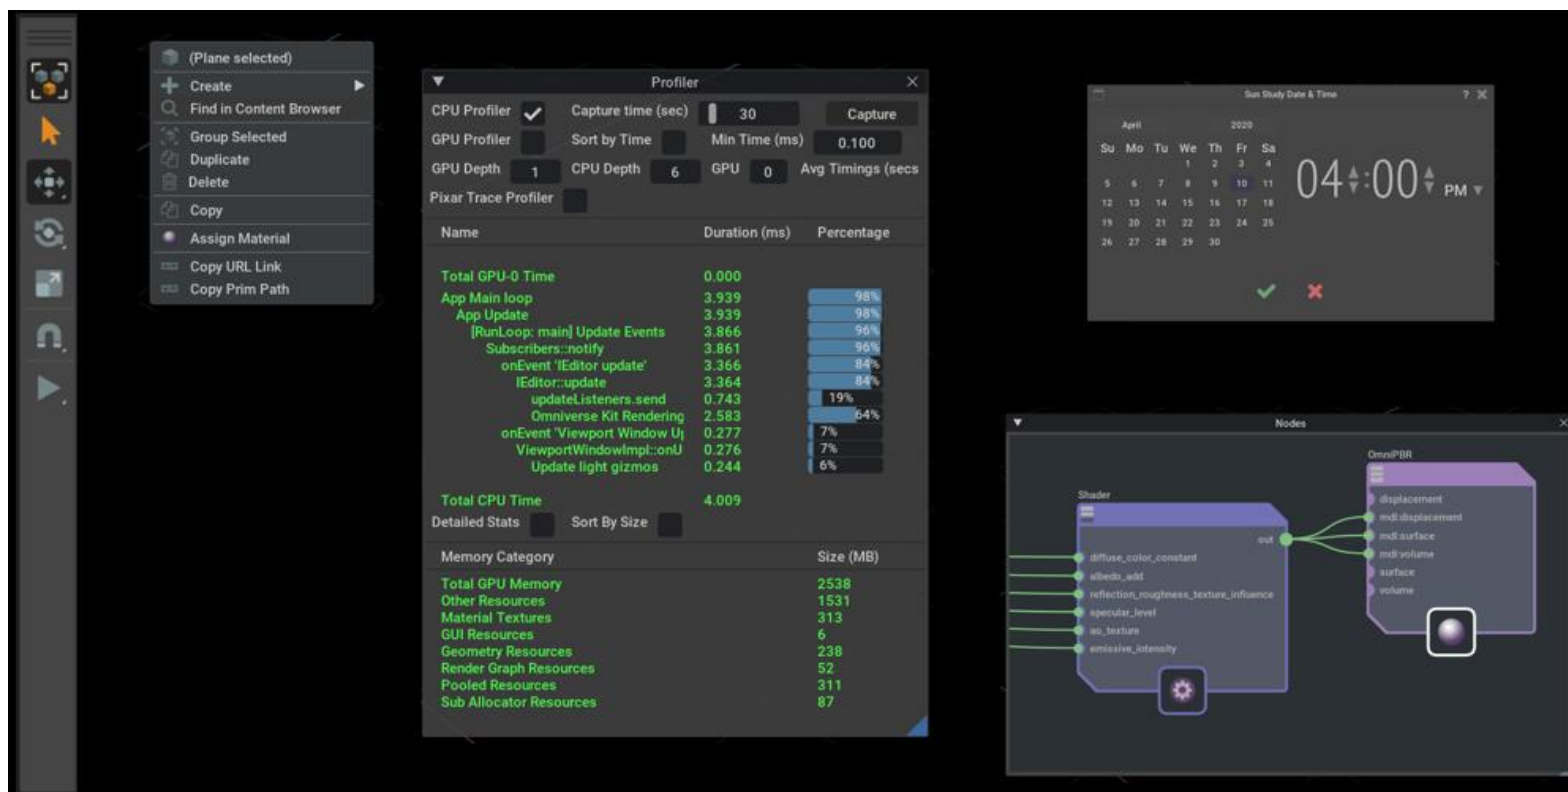 (Plane selected)
Create
Find in Content Browser
Group Selected
Duplicate
Delete
Copy
Assign Material
Copy URL Link
Copy Prim Path
Profiler
CPU Profiler Capture time (sec) 30 Capture
GPU Profiler Sort by Time Min Time (ms) 0.100
GPU Depth 1 CPU Depth 6 GPU 0 Avg Timings (secs
Pixar Trace Profiler
Name Duration (ms) Percentage
Total GPU-0 Time 0.000
App Main loop 3.939 98%
App Update 3.939 98%
[RunLoop: main] Update Events 3.866 96%
Subscribers::notify 3.861 96%
onEvent 'IEditor update' 3.366 84%
IEditor::update 3.364 84%
updateListeners.send 0.743 19%
Omniverse Kit Rendering 2.583 64%
onEvent 'Viewport Window U 0.277 7%
ViewportWindowImpl::onU 0.276 7%
Update light gizmos 0.244 6%
Total CPU Time 4.009
Detailed Stats Sort By Size
Memory Category Size (MB)
Total GPU Memory 2538
Other Resources 1531
Material Textures 313
GUI Resources 6
Geometry Resources 238
Render Graph Resources 52
Pooled Resources 311
Sub Allocator Resources 87
Sun Study Date & Time ?
April 2020
Su Mo Tu We Th Fr Sa
1 2 3 4
5 6 7 8 9 10 11
12 13 14 15 16 17 18
19 20 21 22 23 24 25
26 27 28 29 30
04:00 PM
Nodes
Shader
out
diffuse_color_constant
albedo_add
reflection_roughness_texture_influence
specular_level
ao_texture
emissive_intensity
OmniPBR
displacement
mdl:displacement
mdl:surface
mdl:volume
surface
volume